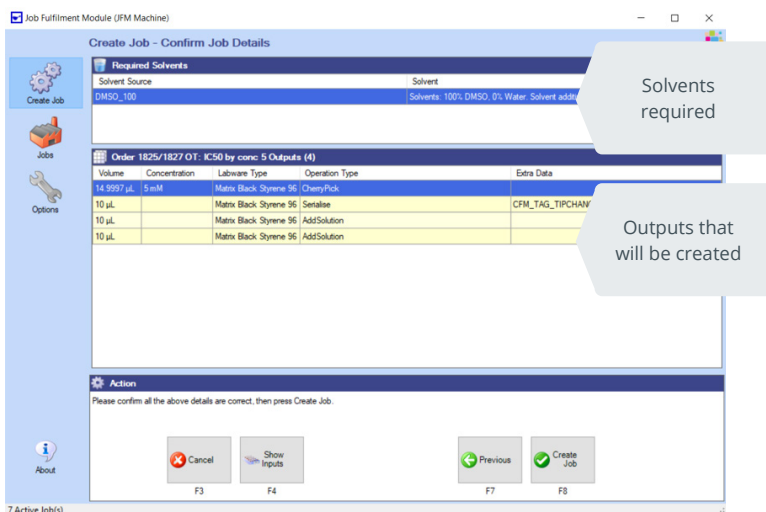 Job Fulfilment Module (JFM Machine)
Create Job - Confirm Job Details
Create Job
Jobs
Options
About
Required Solvents
Solvent Source Solvent
DMSO_100 Solvents: 100% DMSO, 0% Water. Solvent
Solvents
required
Order 1825/1827 OT: IC50 by conc 5 Outputs (4)
Volume Concentration Labware Type Operation Type Extra Data
14.9997 µL 5 mM Matrix Black Styrene 96 CherryPick
10 µL Matrix Black Styrene 96 Serialise
10 µL Matrix Black Styrene 96 AddSolution
10 µL Matrix Black Styrene 96 AddSolution
Outputs that
will be created
Action
Please confirm all the above details are correct, then press Create Job.
Cancel
Show
Inputs
Previous
Create
Job
F3 F4 F7 F8
7 Active Job(s)